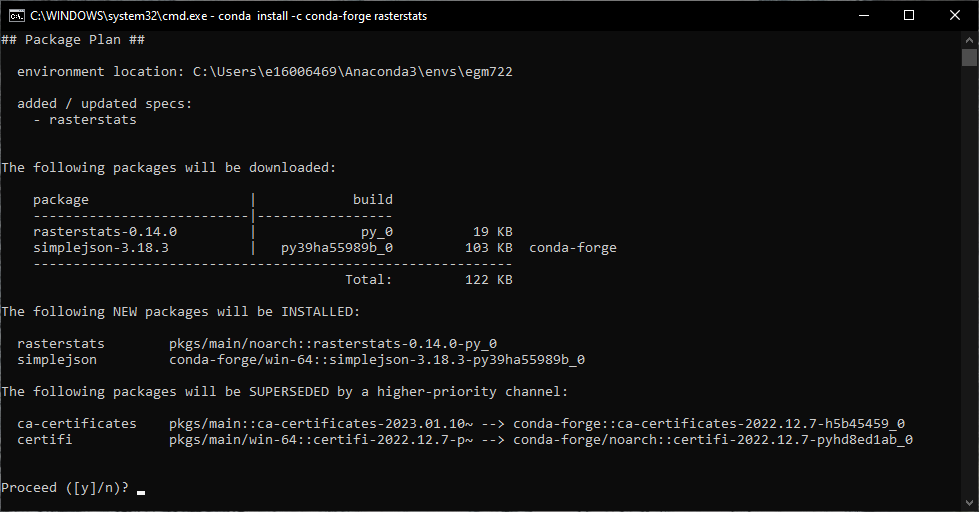 C:\WINDOWS\system32\cmd.exe - conda install -c conda-forge rasterstats
## Package Plan ##
environment location: C:\Users\e16006469\Anaconda3\envs\egm722
added / updated specs:
- rasterstats
The following packages will be downloaded:
package | build
---------------------------|-----------------
rasterstats-0.14.0 | py_0 19 KB
simplejson-3.18.3 | py39ha55989b_0 103 KB conda-forge
------------------------------------------------------------
Total: 122 KB
The following NEW packages will be INSTALLED:
rasterstats pkgs/main/noarch::rasterstats-0.14.0-py_0
simplejson conda-forge/win-64::simplejson-3.18.3-py39ha55989b_0
The following packages will be SUPERSEDED by a higher-priority channel:
ca-certificates pkgs/main::ca-certificates-2023.01.10~ --> conda-forge::ca-certificates-2022.12.7-h5b45459_0
certifi pkgs/main/win-64::certifi-2022.12.7-p~ --> conda-forge/noarch::certifi-2022.12.7-pyhd8ed1ab_0
Proceed ([y]/n)?